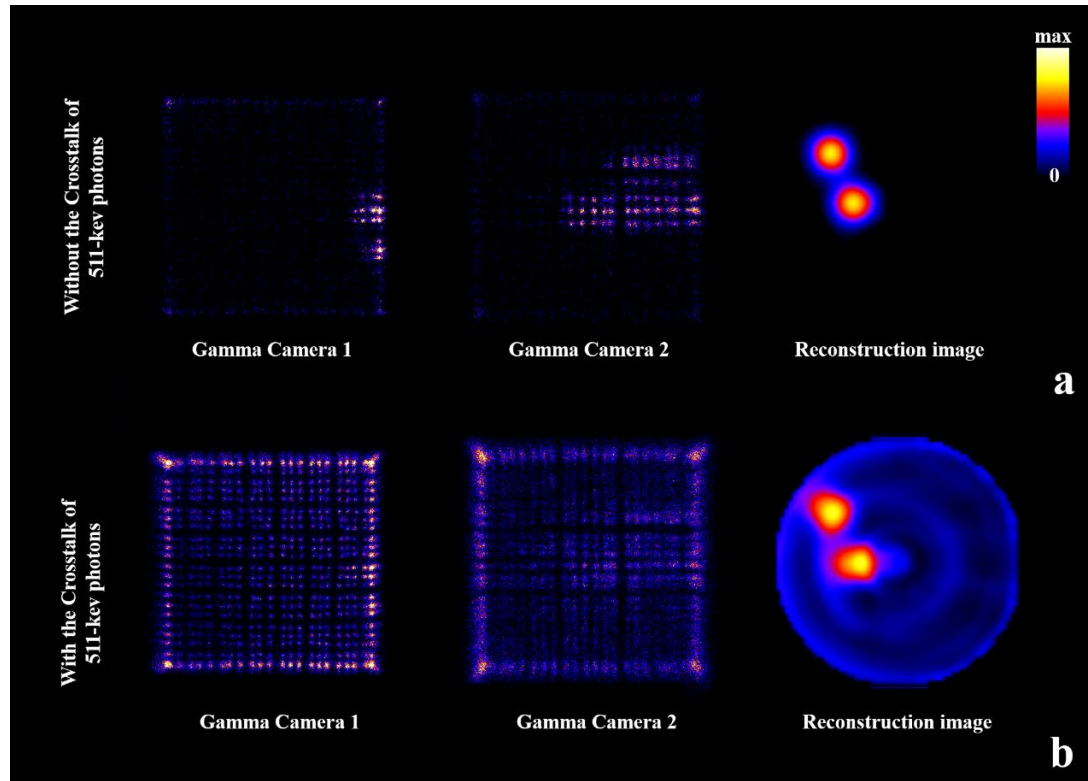 max
0
Without the Crosstalk of
511-kev photons
Gamma Camera 1
Gamma Camera 2
Reconstruction image
a
With the Crosstalk of
511-kev photons
Gamma Camera 1
Gamma Camera 2
Reconstruction image
b